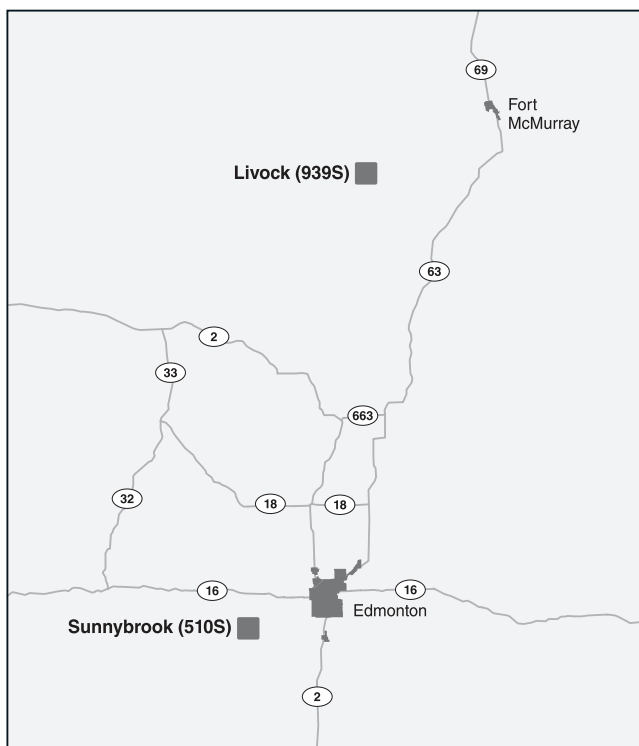 69
Fort
McMurray
Livock (939S)
63
2
33
663
32
18
18
16
16
Edmonton
Sunnybrook (510S)
2